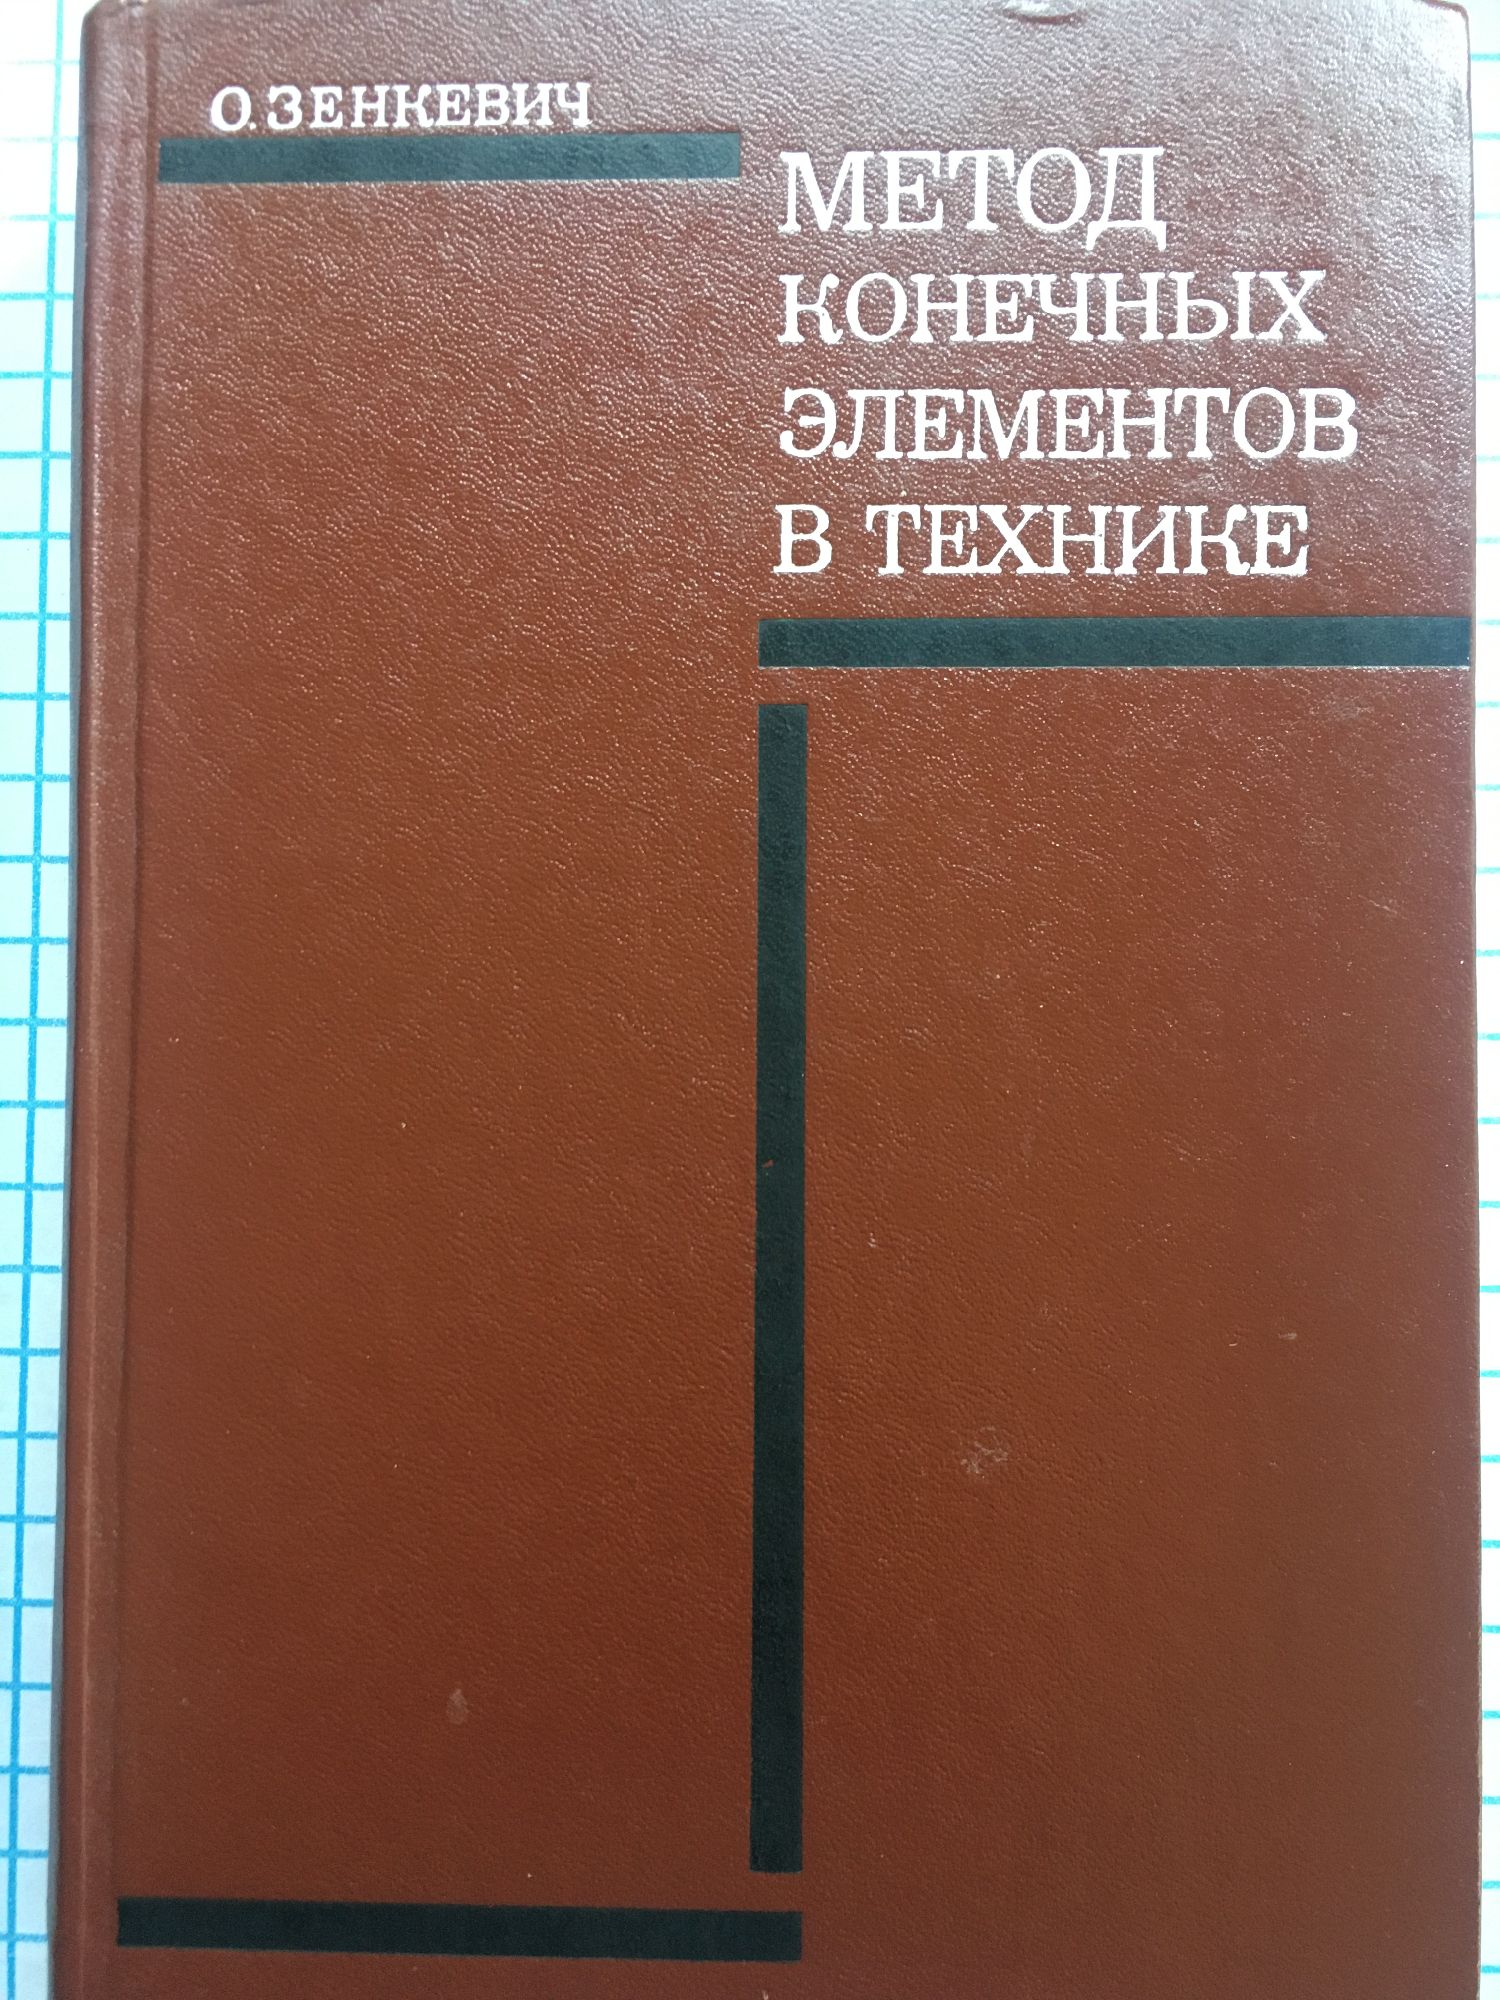 О. ЗЕНКЕВИЧ
МЕТОД
КОНЕЧНЫХ
ЭЛЕМЕНТОВ
В ТЕХНИКЕ